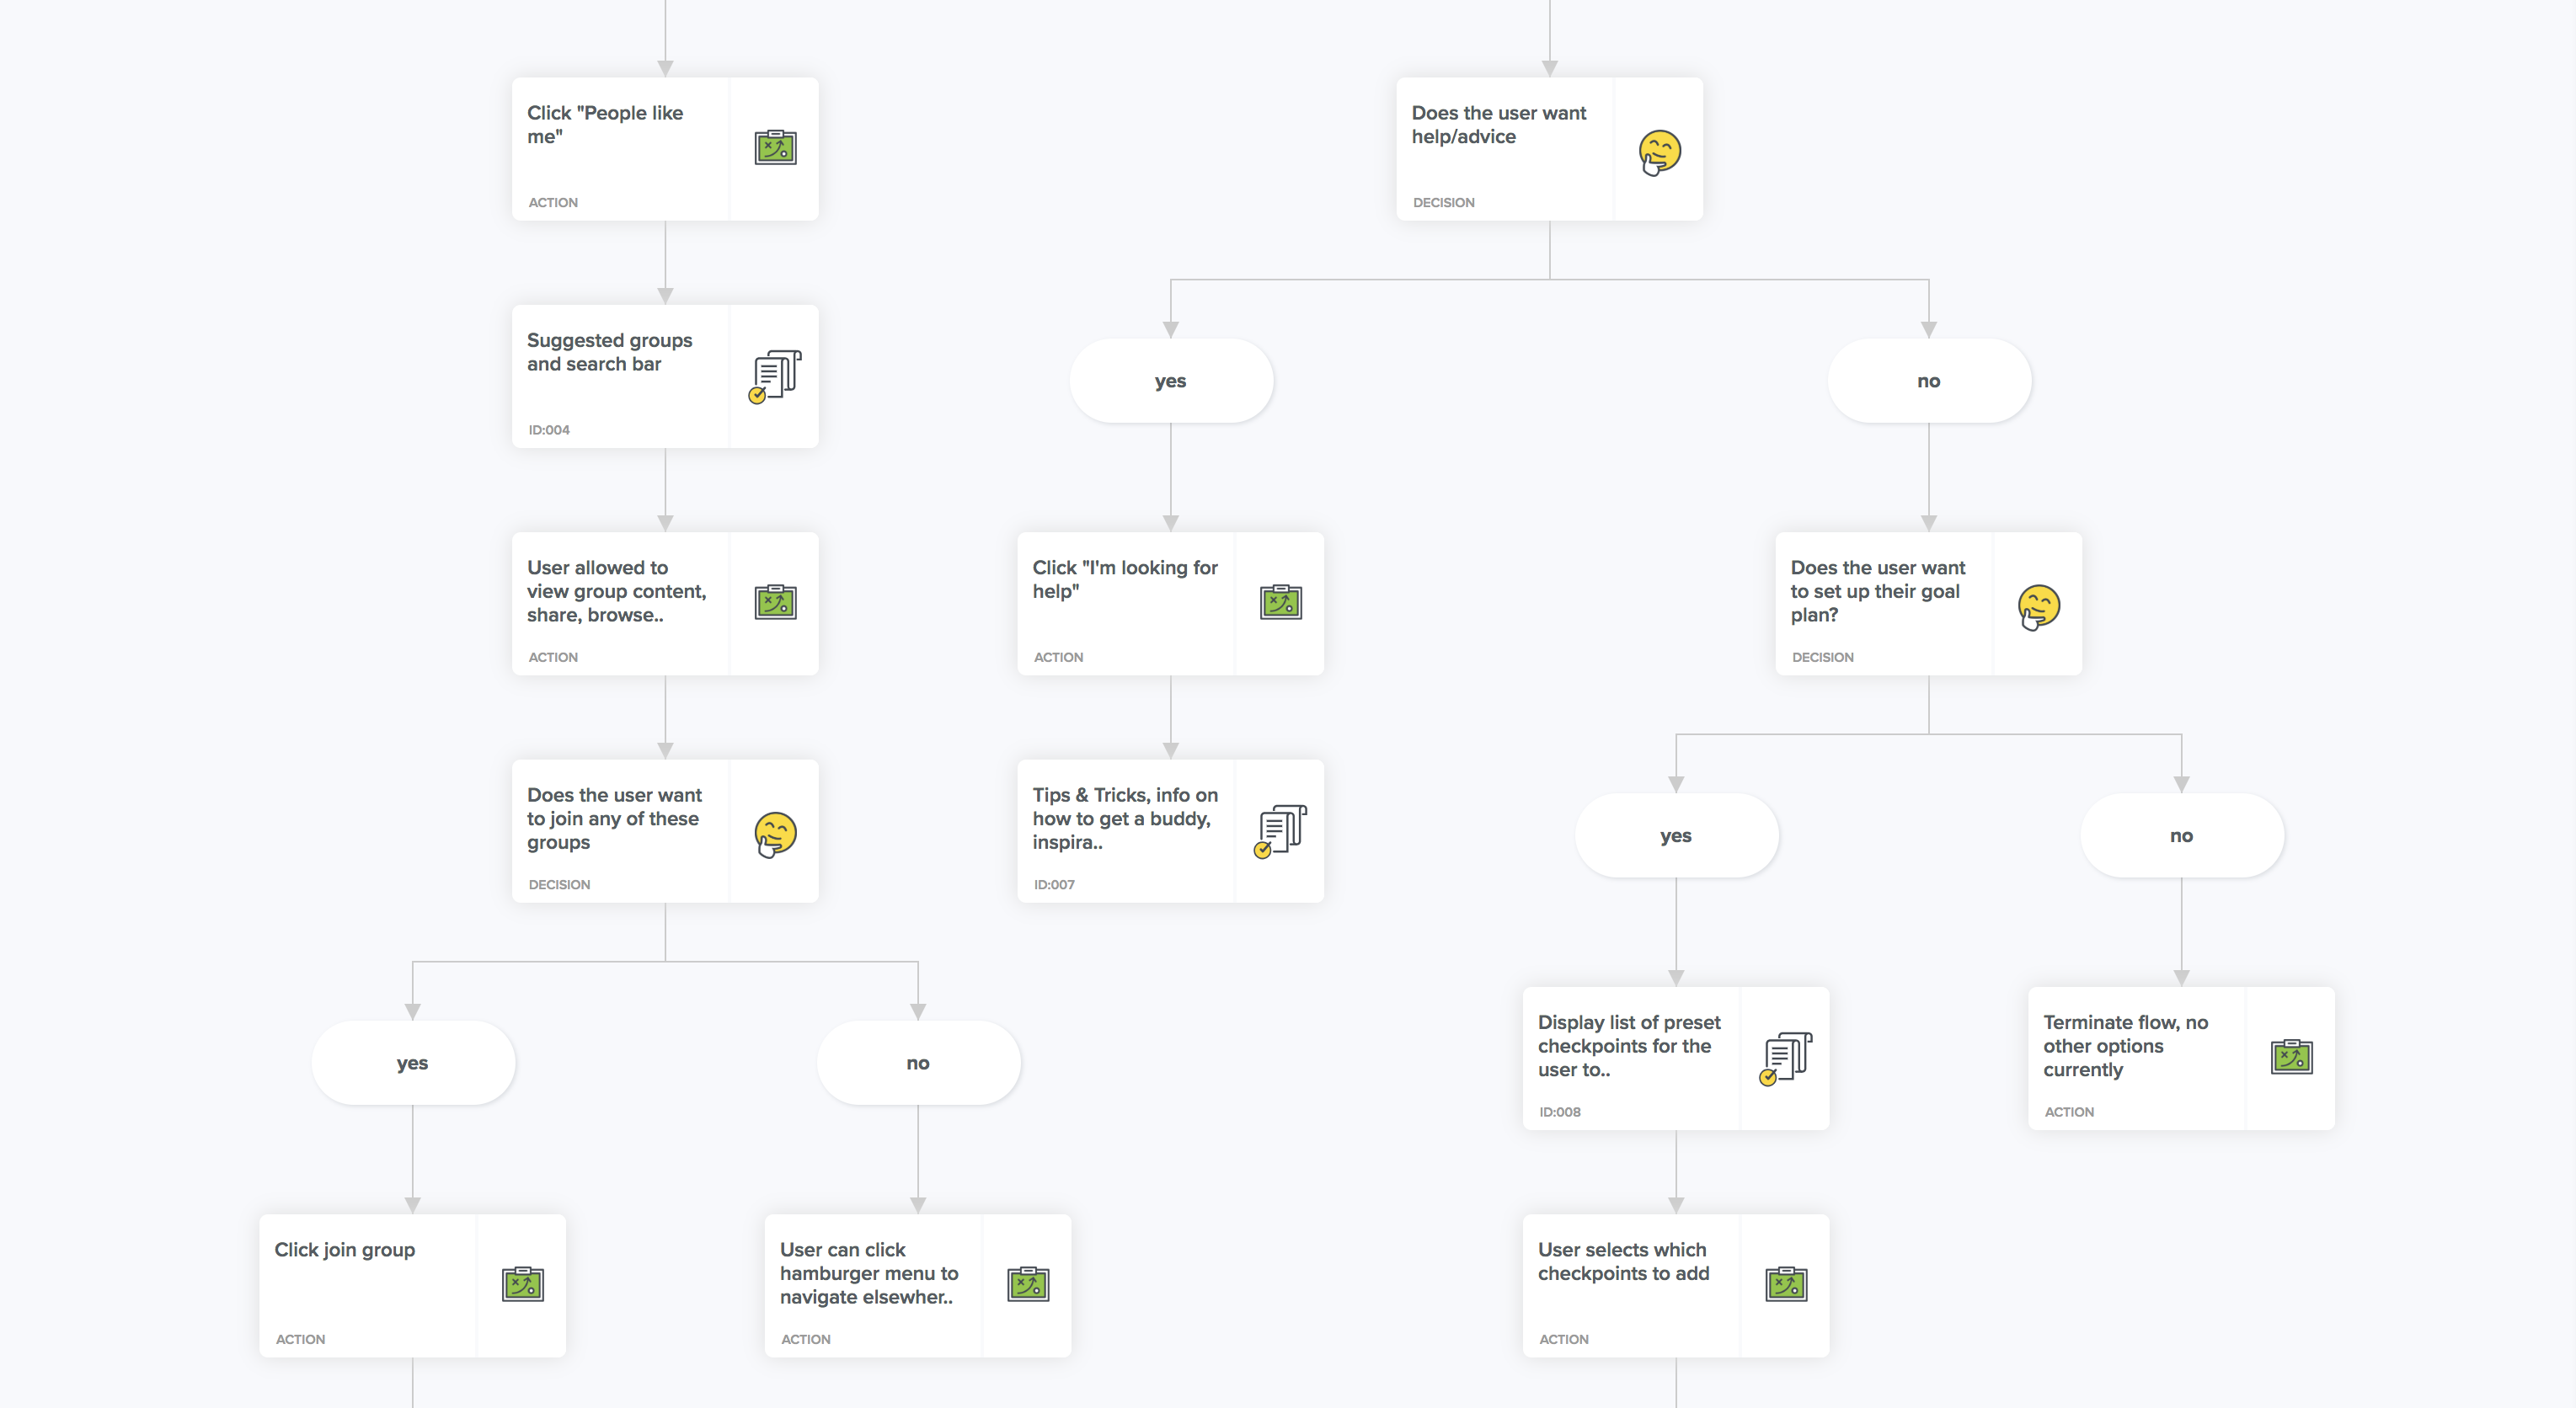 Click "People like
me"
ACTION
Does the user want
help/advice
DECISION
Suggested groups
and search bar
ID:004
yes
no
User allowed to
view group content,
share, browse..
ACTION
Click "I'm looking for
help"
ACTION
Does the user want
to set up their goal
plan?
DECISION
Does the user want
to join any of these
groups
DECISION
Tips & Tricks, info on
how to get a buddy,
inspira..
ID:007
yes
no
yes
no
Display list of preset
checkpoints for the
user to..
ID:008
Terminate flow, no
other options
currently
ACTION
Click join group
ACTION
User can click
hamburger menu to
navigate elsewher..
ACTION
User selects which
checkpoints to add
ACTION